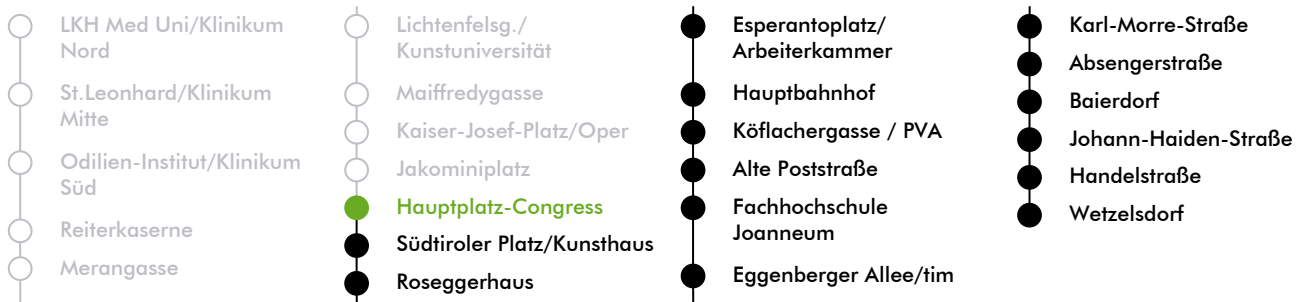 LKH Med Uni/Klinikum
Nord
St.Leonhard/Klinikum
Mitte
Odilien-Institut/Klinikum
Süd
Reiterkaserne
Merangasse
Lichtenfelsg./
Kunstuniversität
Maiffredygasse
Kaiser-Josef-Platz/Oper
Jakominiplatz
Hauptplatz-Congress
Südtiroler Platz/Kunsthaus
Roseggerhaus
Esperantoplatz/
Arbeiterkammer
Hauptbahnhof
Köflachergasse / PVA
Alte Poststraße
Fachhochschule
Joanneum
Eggenberger Allee/tim
Karl-Morre-Straße
Absengerstraße
Baierdorf
Johann-Haiden-Straße
Handelstraße
Wetzelsdorf